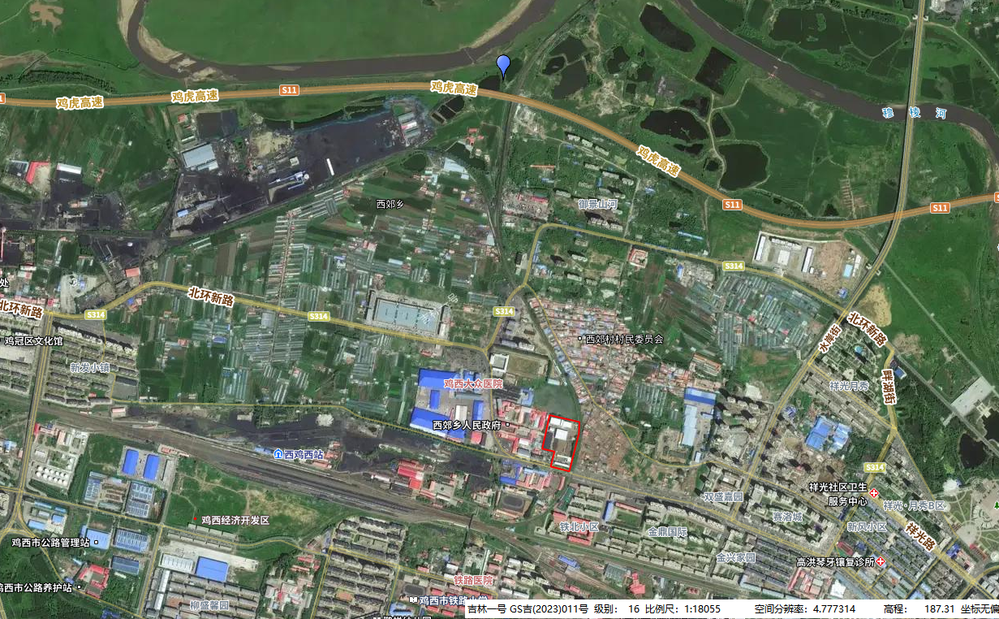 鸡虎高速
S11
鸡虎高速
鸡虎高速
穆棱河
西郊乡
御景山河
鸡虎高速
S11
S11
S314
北环新路
北环新路
S314
S314
S314
北环新路
水岸街
鸡冠区文化馆
西郊村村民委员会
新发小镇
鸡西大众医院
祥光月秀
畔湖街
西郊乡人民政府
西鸡西站
S314
祥光社区卫生
服务中心
双盛嘉园
祥光·月秀B区
鸡西经济开发区
赛洛城
铁北小区
金鼎国际
新风小区
祥光路
鸡西市公路管理站
金兴家园
高洪琴牙镶复诊所
铁路医院
鸡西市公路养护站
柳盛馨园
鸡西市铁路小学
吉林一号 GS吉(2023)011号 级别： 16 比例尺：1:18055 空间分辨率：4.777314 高程： 187.31 坐标无偏